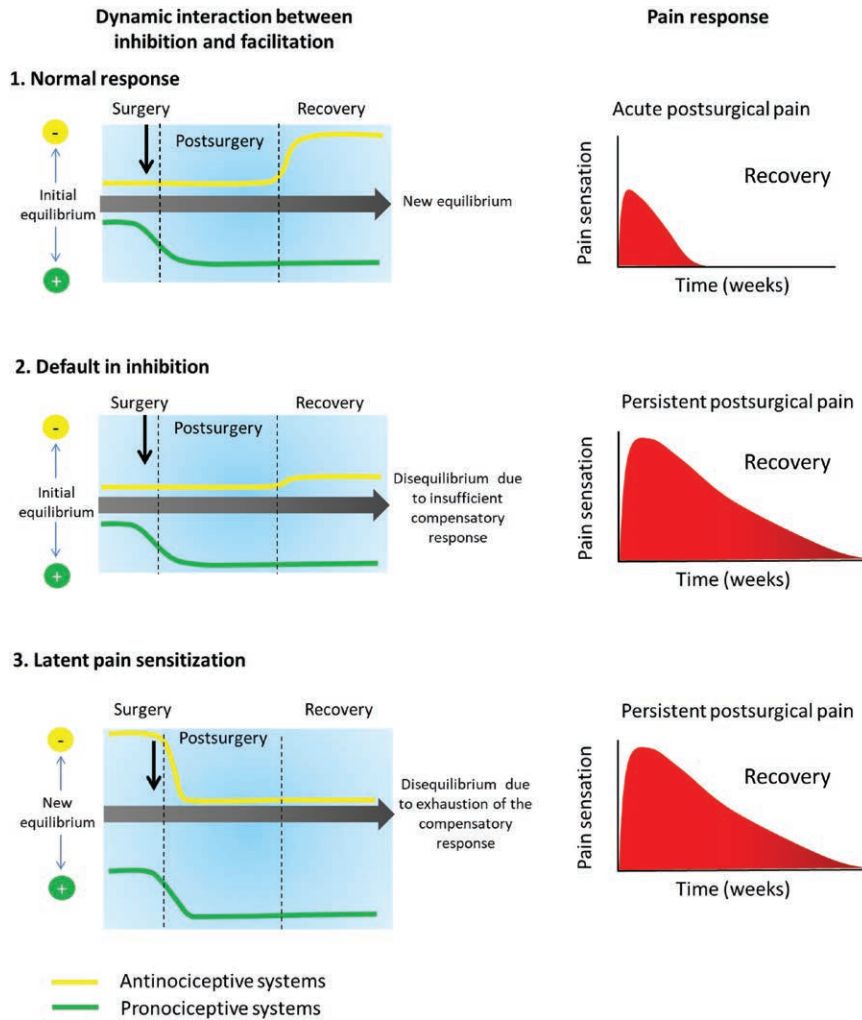 Dynamic interaction between
inhibition and facilitation
Pain response
1. Normal response
Surgery
Recovery
Postsurgery
-
Initial
equilibrium
+
New equilibrium
Acute postsurgical pain
Recovery
Pain sensation
Time (weeks)
2. Default in inhibition
Surgery
Recovery
Postsurgery
-
Initial
equilibrium
+
Disequilibrium due
to insufficient
compensatory
response
Persistent postsurgical pain
Recovery
Pain sensation
Time (weeks)
3. Latent pain sensitization
Surgery
Recovery
Postsurgery
-
New
equilibrium
+
Disequilibrium due
to exhaustion of the
compensatory
response
Persistent postsurgical pain
Recovery
Pain sensation
Time (weeks)
Antinociceptive systems
Pronociceptive systems